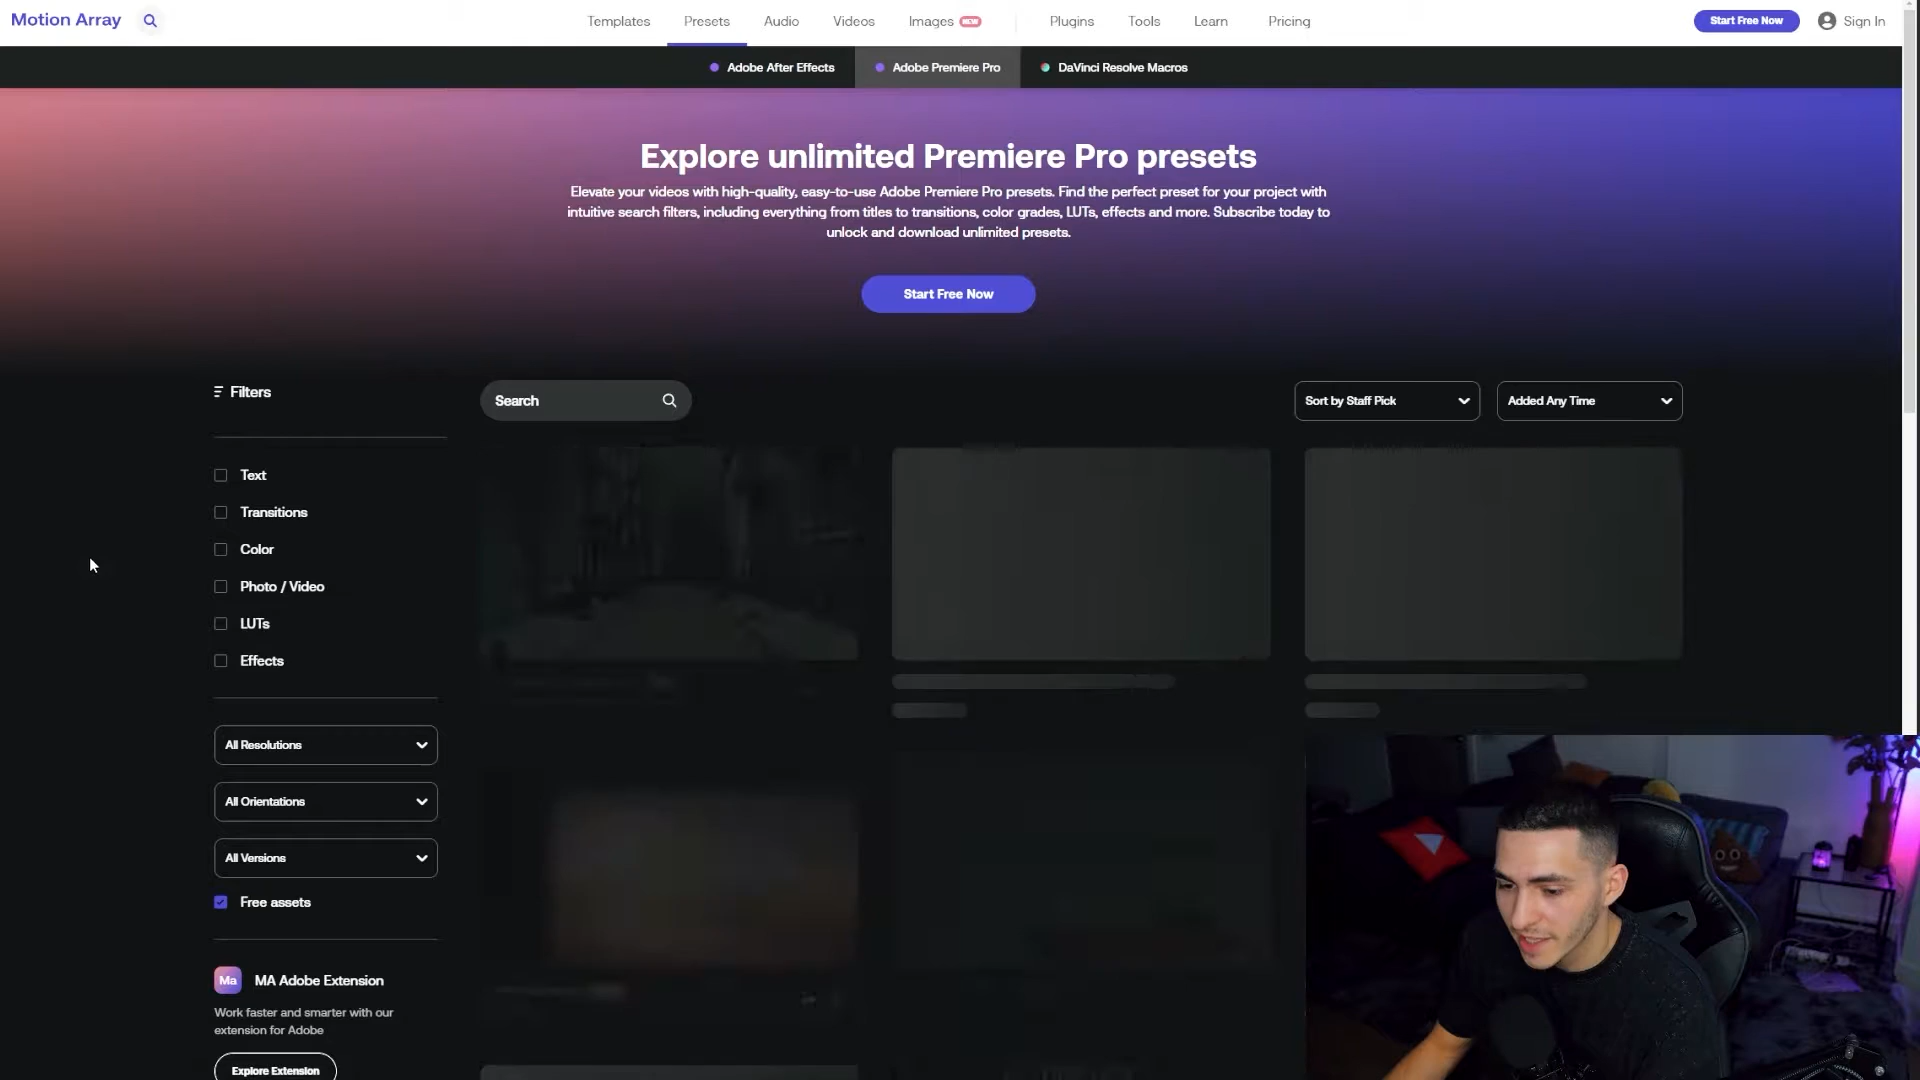 Motion Array
Templates
Presets
Audio
Videos
Images NEW
Plugins
Tools
Learn
Pricing
Start Free Now
Sign In
Adobe After Effects
Adobe Premiere Pro
DaVinci Resolve Macros
Explore unlimited Premiere Pro presets
Elevate your videos with high-quality, easy-to-use Adobe Premiere Pro presets. Find the perfect preset for your project with
intuitive search filters, including everything from titles to transitions, color grades, LUTs, effects and more. Subscribe today to
unlock and download unlimited presets.
Start Free Now
Filters
Search
Sort by Staff Pick
Added Any Time
Text
Transitions
Color
Photo / Video
LUTs
Effects
All Resolutions
All Orientations
All Versions
Free assets
Ma
MA Adobe Extension
Work faster and smarter with our
extension for Adobe
Explore Extension